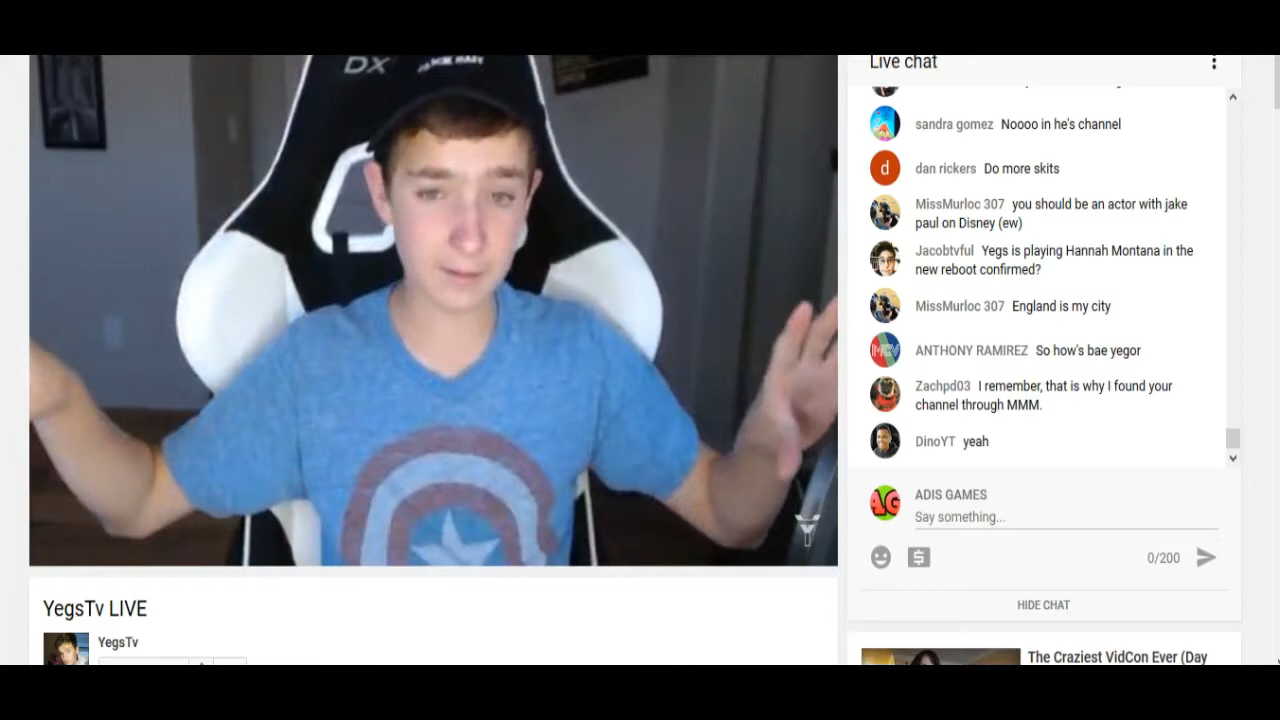 DX
Live chat
sandra gomez Noooo in he's channel
d
dan rickers Do more skits
MissMurloc 307 you should be an actor with jake
paul on Disney (ew)
Jacobtvful Yegs is playing Hannah Montana in the
new reboot confirmed?
MissMurloc 307 England is my city
ANTHONY RAMIREZ So how's bae yegor
Zachpd03 I remember, that is why I found your
channel through MMM.
DinoYT yeah
AG
ADIS GAMES
Say something...
$
0/200
HIDE CHAT
YegsTv LIVE
YegsTv
The Craziest VidCon Ever (Day